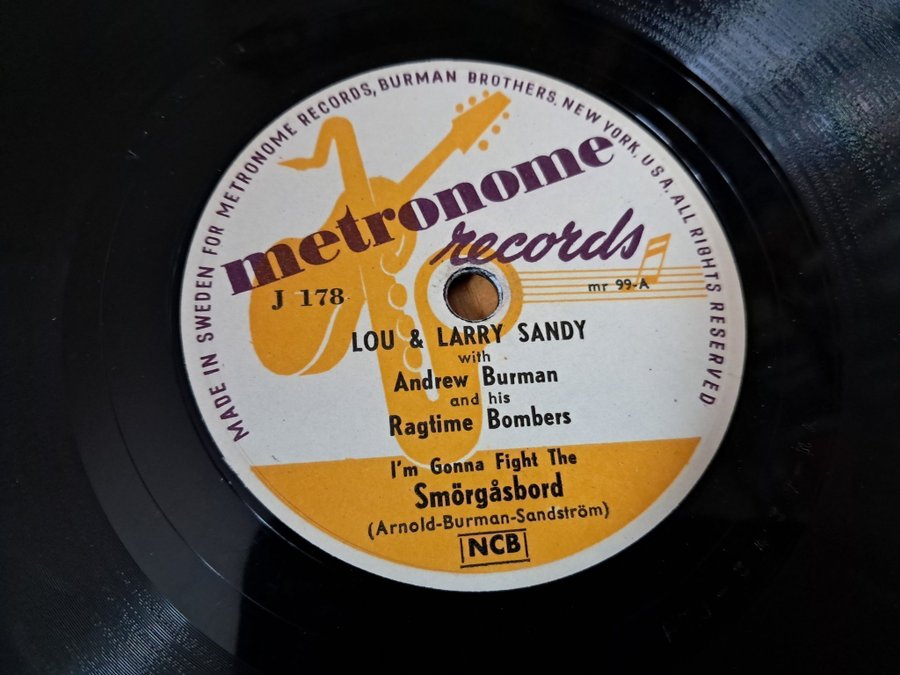 MADE IN SWEDEN FOR METRONOME RECORDS, BURMAN BROTHERS. NEW YORK, U.S.A. ALL RIGHTS RESERVED
metronome
records
J 178
mr 99-A
LOU & LARRY SANDY
with
Andrew Burman
and his
Ragtime Bombers
I'm Gonna Fight The
Smörgåsbord
(Arnold-Burman-Sandström)
NCB